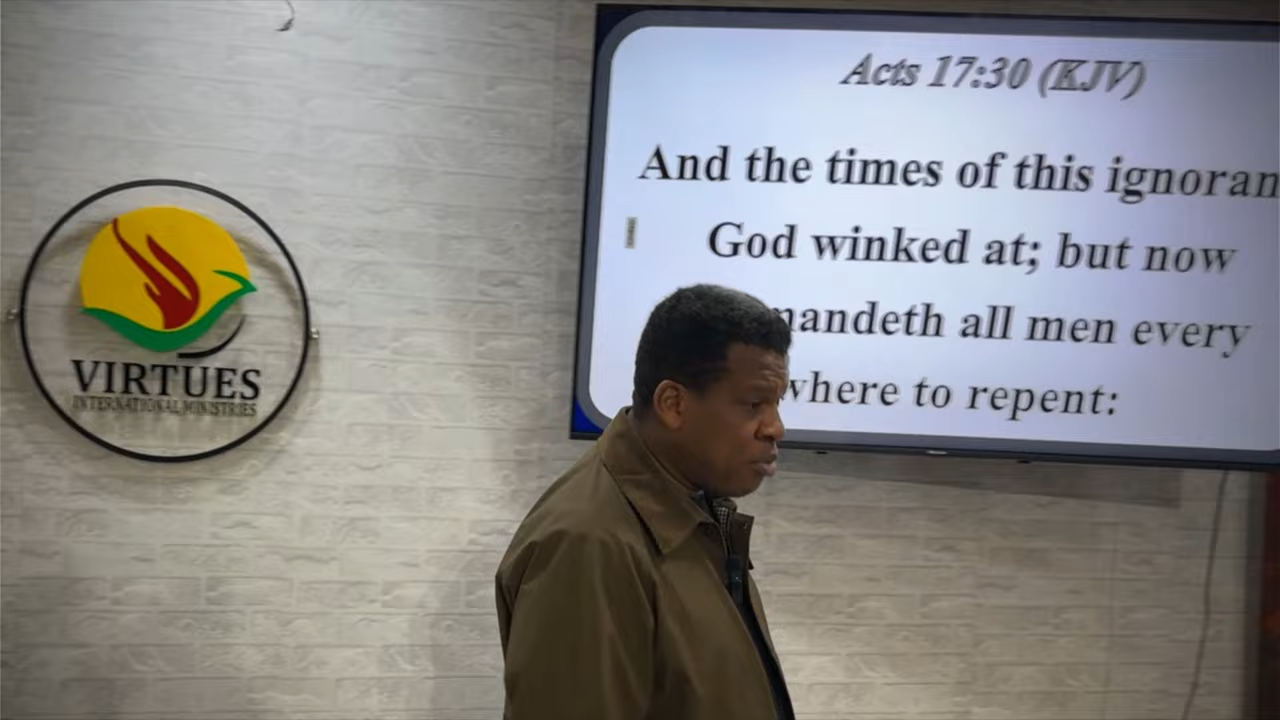 Acts 17:30 (KJV)
And the times of this ignoran
God winked at; but now
mandeth all men every
where to repent:
VIRTUES
INTERNATIONAL MINISTRIES